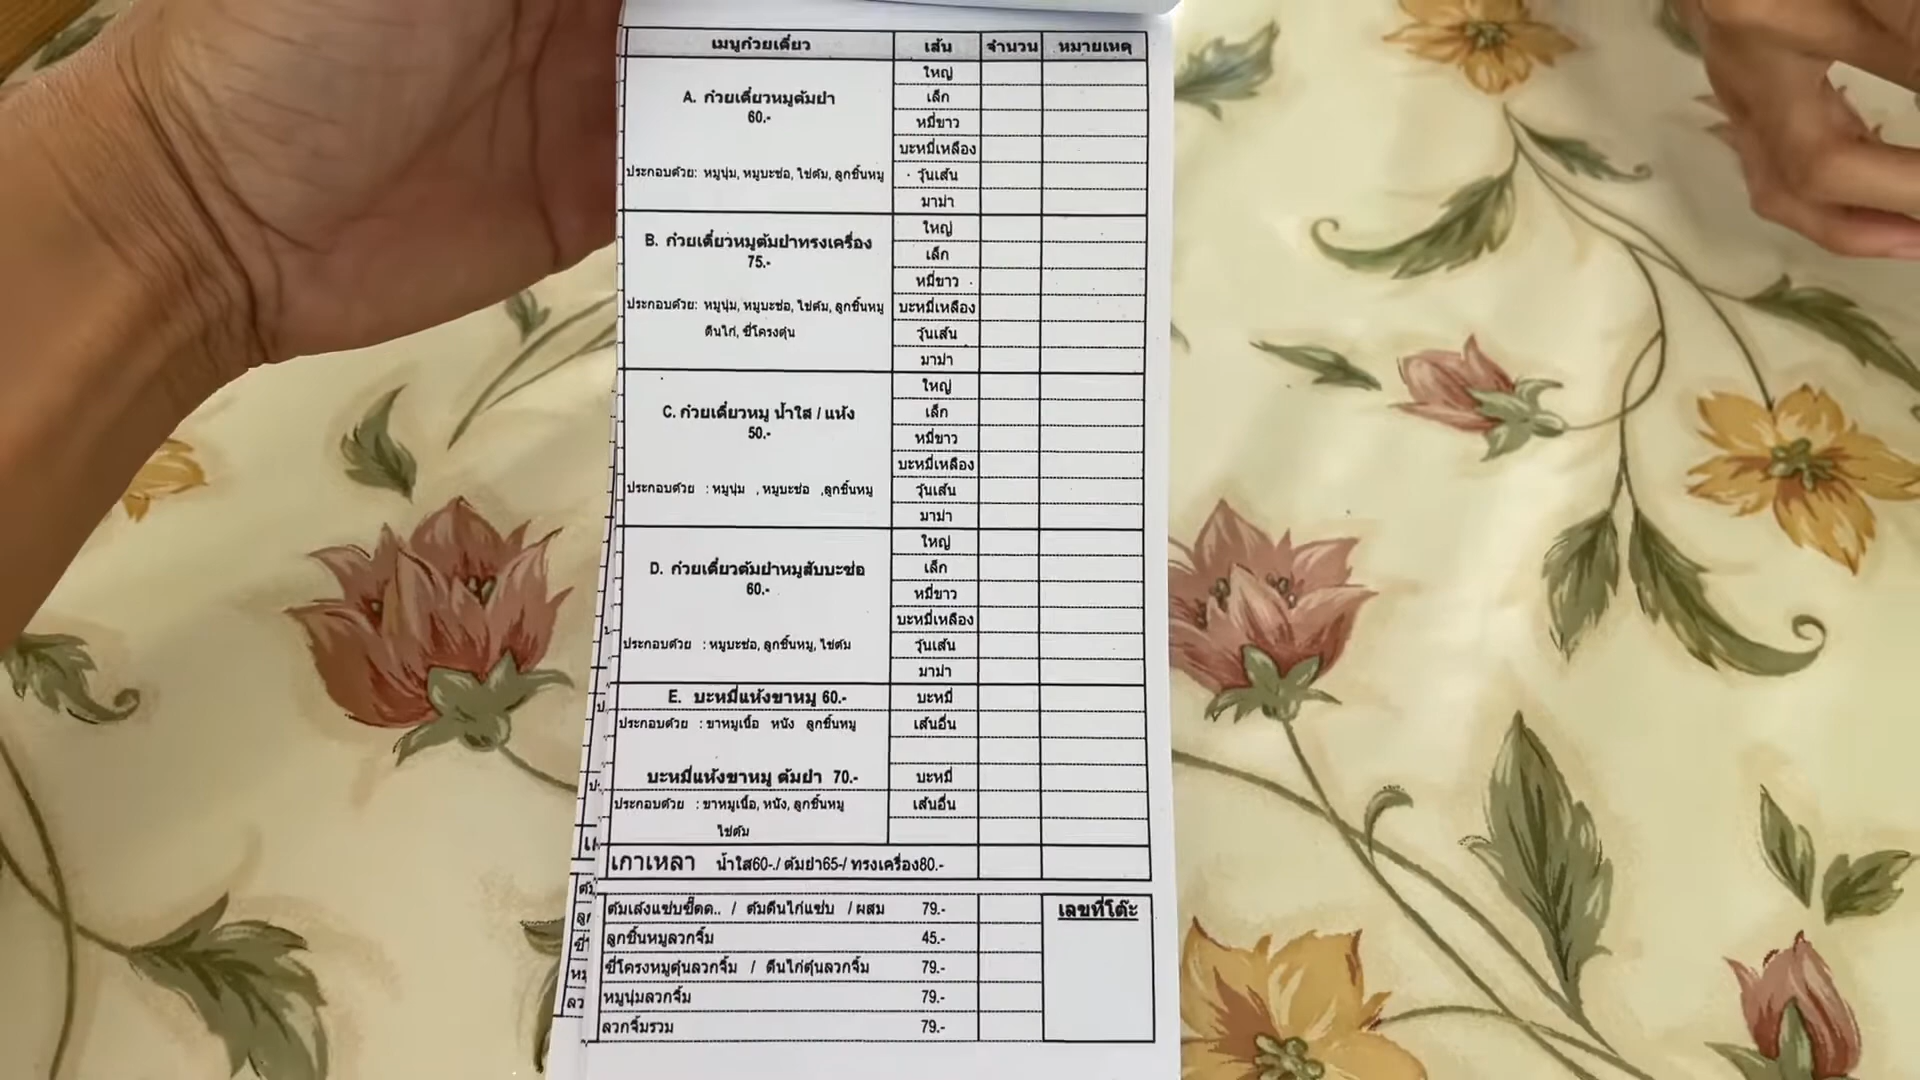 เมนูก๋วยเตี๋ยว เส้น จำนวน หมายเหตุ
A. ก๋วยเตี๋ยวหมูต้มยำ
60.-
ประกอบด้วย: หมูนุ่ม, หมูบะช่อ, ไข่ต้ม, ลูกชิ้นหมู
ใหญ่
เล็ก
หมี่ขาว
บะหมี่เหลือง
วุ้นเส้น
มาม่า
B. ก๋วยเตี๋ยวหมูต้มยำทรงเครื่อง
75.-
ประกอบด้วย: หมูนุ่ม, หมูบะช่อ, ไข่ต้ม, ลูกชิ้นหมู
ตีนไก่, ซี่โครงตุ๋น
ใหญ่
เล็ก
หมี่ขาว
บะหมี่เหลือง
วุ้นเส้น
มาม่า
C. ก๋วยเตี๋ยวหมู น้ำใส / แห้ง
50.-
ประกอบด้วย : หมูนุ่ม , หมูบะช่อ ,ลูกชิ้นหมู
ใหญ่
เล็ก
หมี่ขาว
บะหมี่เหลือง
วุ้นเส้น
มาม่า
D. ก๋วยเตี๋ยวต้มยำหมูสับบะช่อ
60.-
ประกอบด้วย : หมูบะช่อ, ลูกชิ้นหมู, ไข่ต้ม
ใหญ่
เล็ก
หมี่ขาว
บะหมี่เหลือง
วุ้นเส้น
มาม่า
E. บะหมี่แห้งขาหมู 60.- บะหมี่
ประกอบด้วย : ขาหมูเนื้อ หนัง ลูกชิ้นหมู เส้นอื่น
บะหมี่แห้งขาหมู ต้มยำ 70.- บะหมี่
ประกอบด้วย : ขาหมูเนื้อ, หนัง, ลูกชิ้นหมู เส้นอื่น
ไข่ต้ม
เกาเหลา น้ำใส60-./ ต้มยำ65-/ ทรงเครื่อง80.-
ต้มเล้งแซ่บซี๊ดด.. / ต้มตีนไก่แซ่บ / ผสม 79.- เลขที่โต๊ะ
ลูกชิ้นหมูลวกจิ้ม 45.-
ซี่โครงหมูตุ๋นลวกจิ้ม / ตีนไก่ตุ๋นลวกจิ้ม 79.-
หมูนุ่มลวกจิ้ม 79.-
ลวกจิ้มรวม 79.-